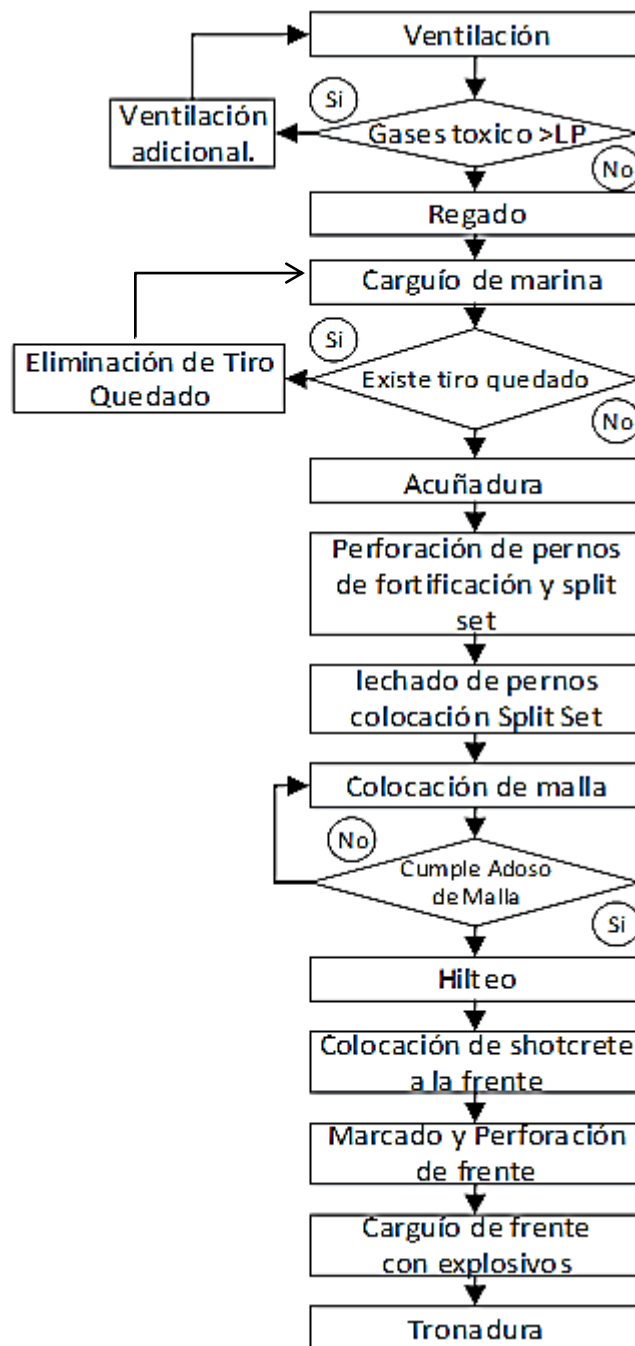 Ventilación
Si
Ventilación
adicional.
Gases toxico >LP
No
Regado
Carguío de marina
Si
Eliminación de Tiro
Quedado
Existe tiro quedado
No
Acuñadura
Perforación de pernos
de fortificación y split
set
lechado de pernos
colocación Split Set
Colocación de malla
No
Cumple Adoso
de Malla
Si
Hilteo
Colocación de shotcrete
a la frente
Marcado y Perforación
de frente
Carguío de frente
con explosivos
Tronadura